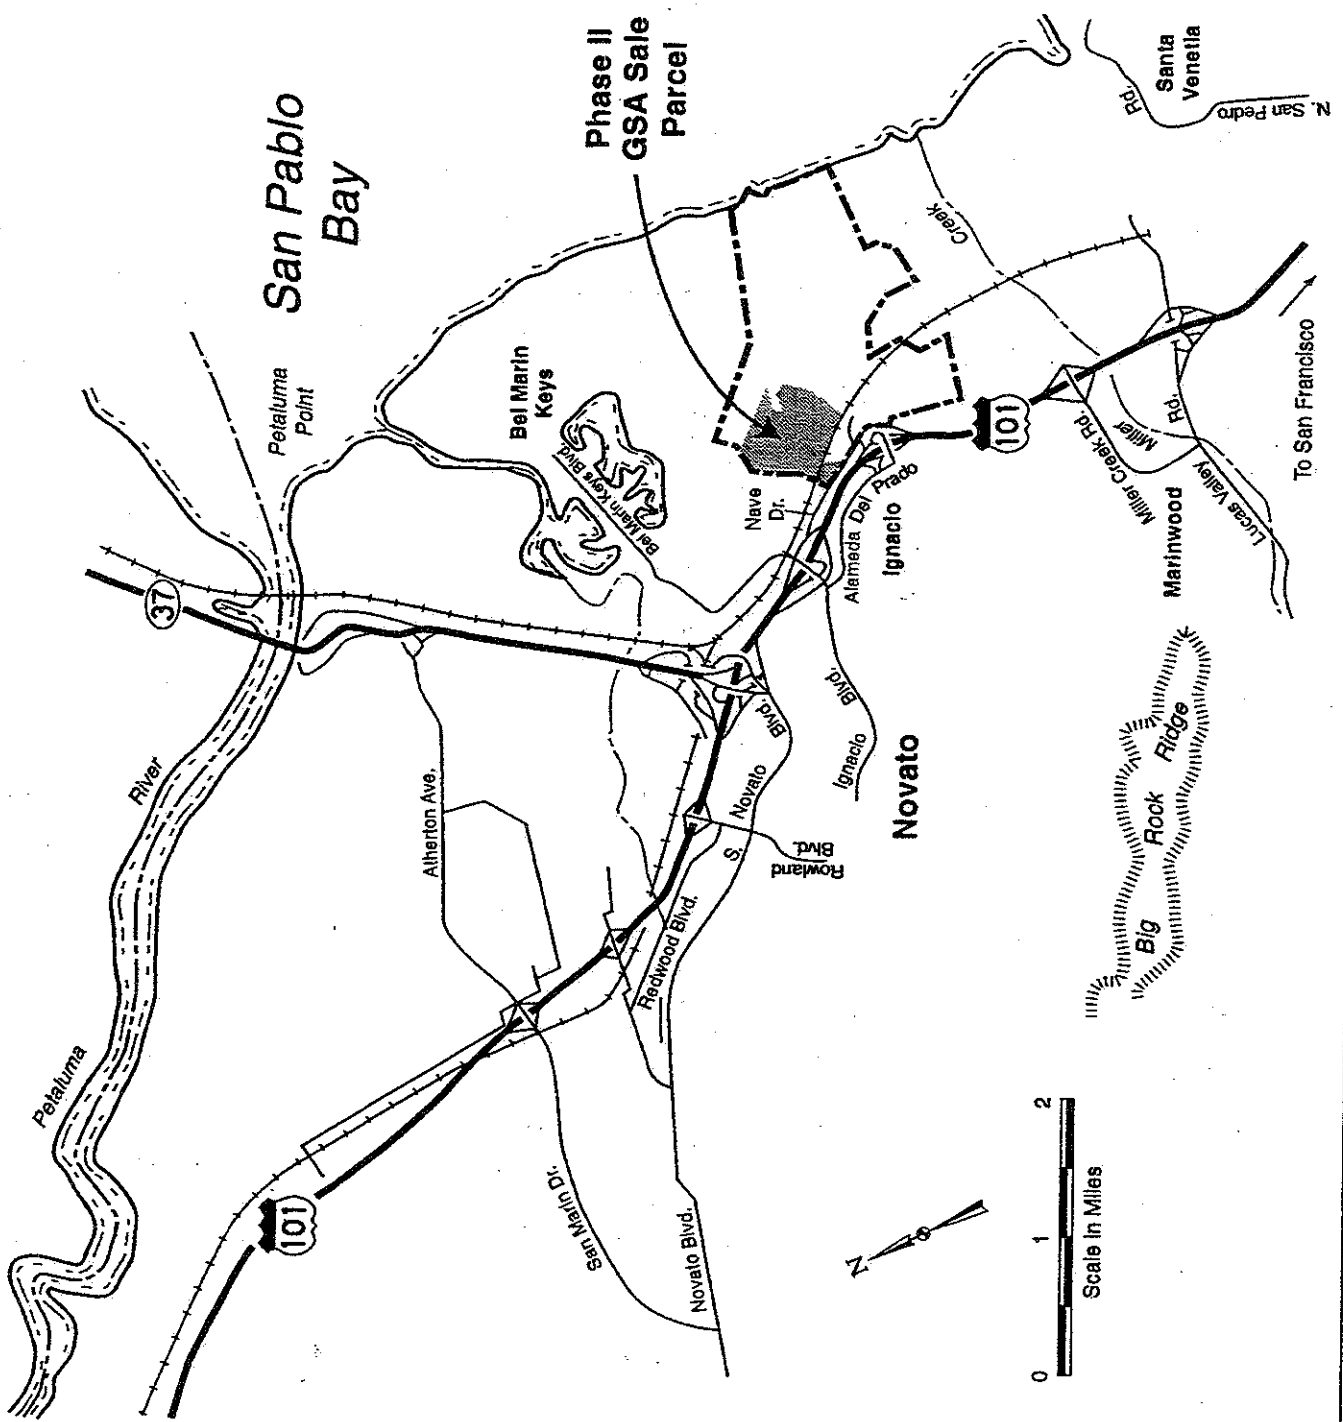 San Pablo
Bay
Phase II
GSA Sale
Parcel
Petaluma
Point
Bel Marin
Keys
Bel Marin Keys Blvd.
37
River
Petaluma
Atherton Ave.
Nave
Dr.
Alameda Del Prado
Ignacio
Creek
Santa
Venetia
Rd.
N. San Pedro
101
Miller Creek Rd.
Miller
Rd.
Lucas Valley
Marinwood
To San Francisco
Ignacio
Blvd.
Novato
S.
Novato
Blvd.
Rowland
Blvd.
Redwood Blvd.
Big
Rock
Ridge
101
San Marin Dr.
Novato Blvd.
N
0
1
2
Scale In Miles